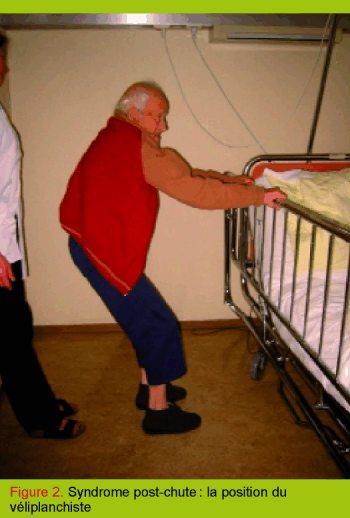 Figure 2. Syndrome post-chute : la position du
véliplanchiste